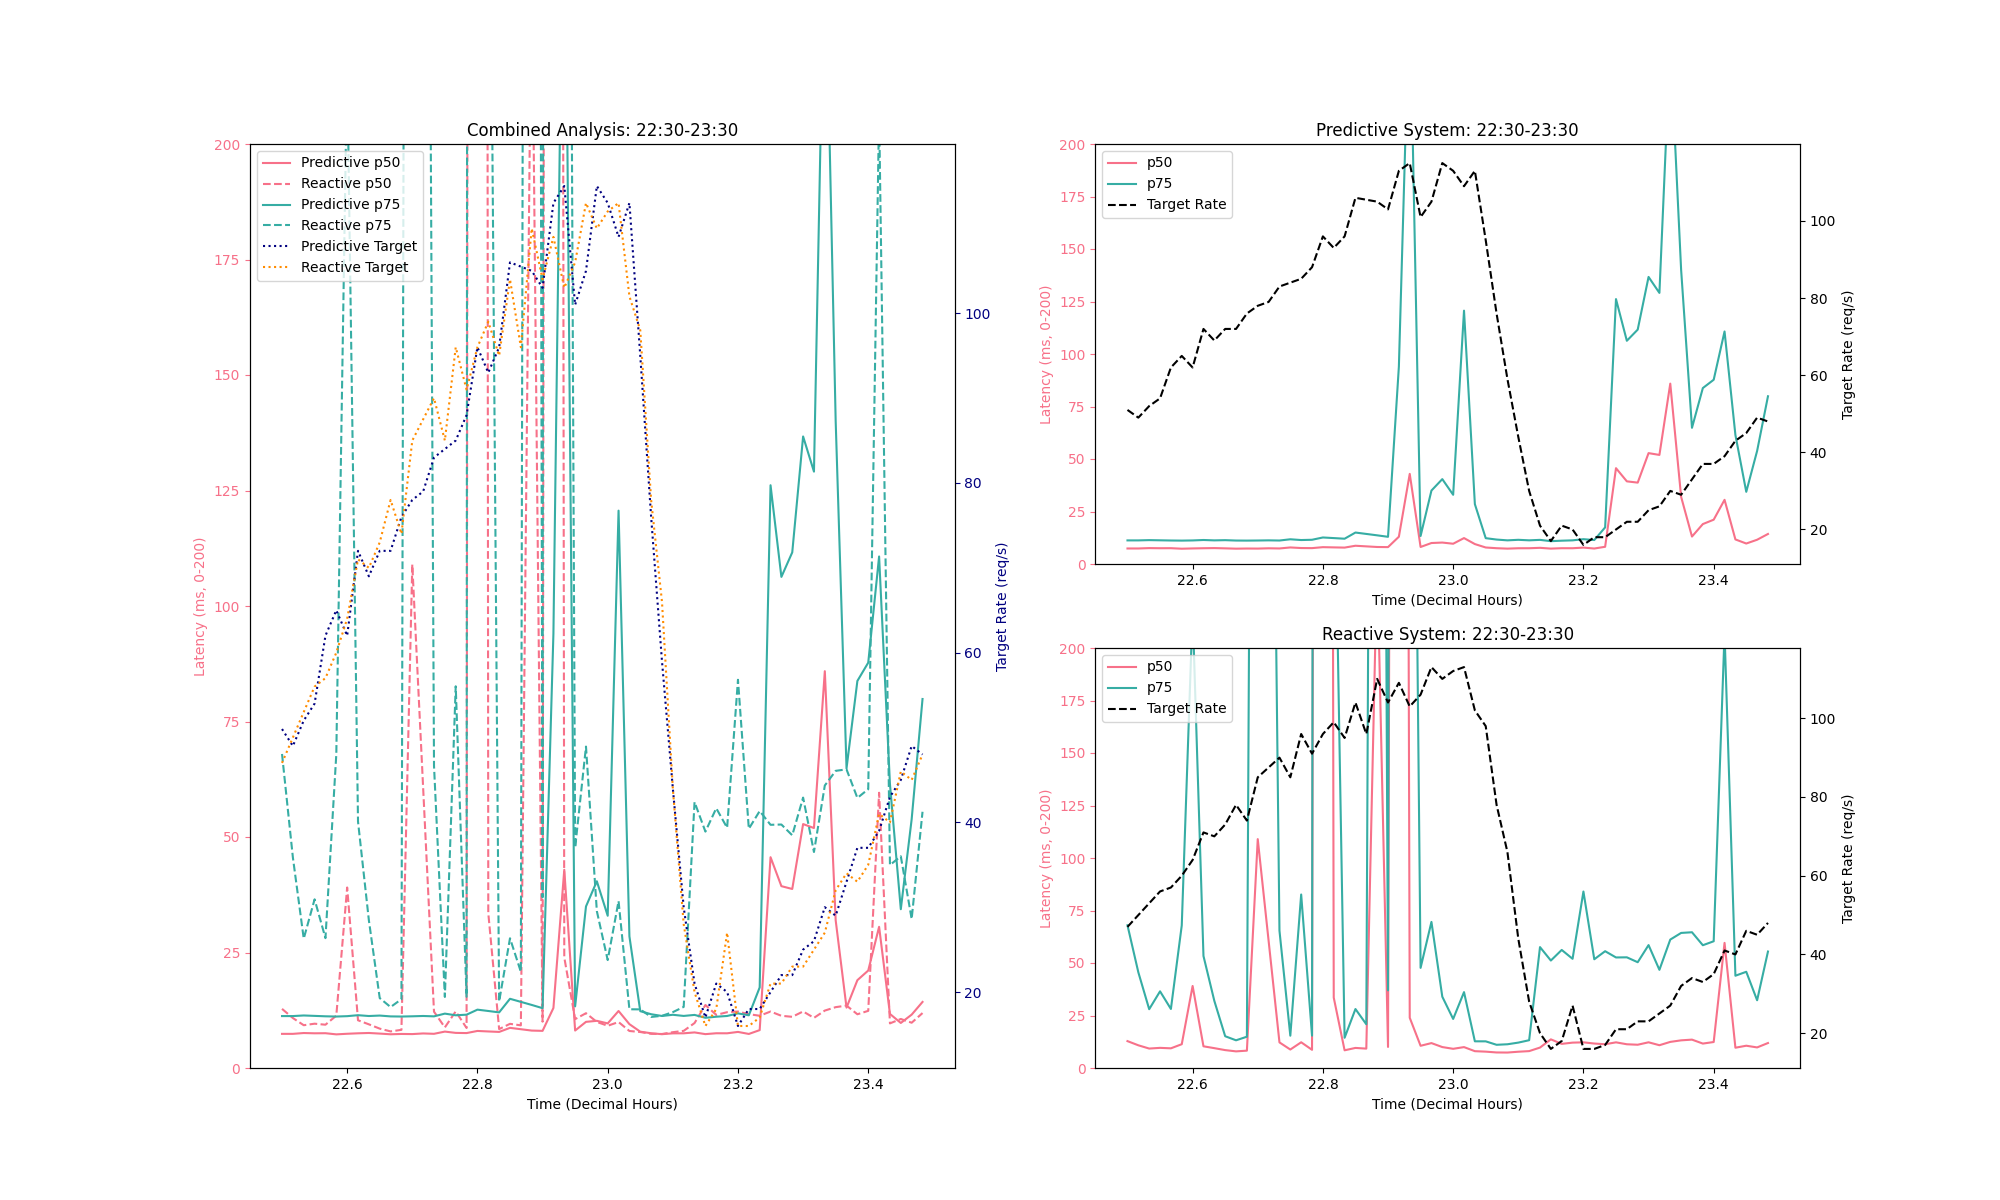 Combined Analysis: 22:30-23:30
Latency (ms, 0-200)
200
175
150
125
100
75
50
25
0
Predictive p50
Reactive p50
Predictive p75
Reactive p75
Predictive Target
Reactive Target
100
80
60
40
20
Target Rate (req/s)
22.6 22.8 23.0 23.2 23.4
Time (Decimal Hours)
Predictive System: 22:30-23:30
Latency (ms, 0-200)
200
175
150
125
100
75
50
25
0
p50
p75
Target Rate
100
80
60
40
20
Target Rate (req/s)
22.6 22.8 23.0 23.2 23.4
Time (Decimal Hours)
Reactive System: 22:30-23:30
Latency (ms, 0-200)
200
175
150
125
100
75
50
25
0
p50
p75
Target Rate
100
80
60
40
20
Target Rate (req/s)
22.6 22.8 23.0 23.2 23.4
Time (Decimal Hours)